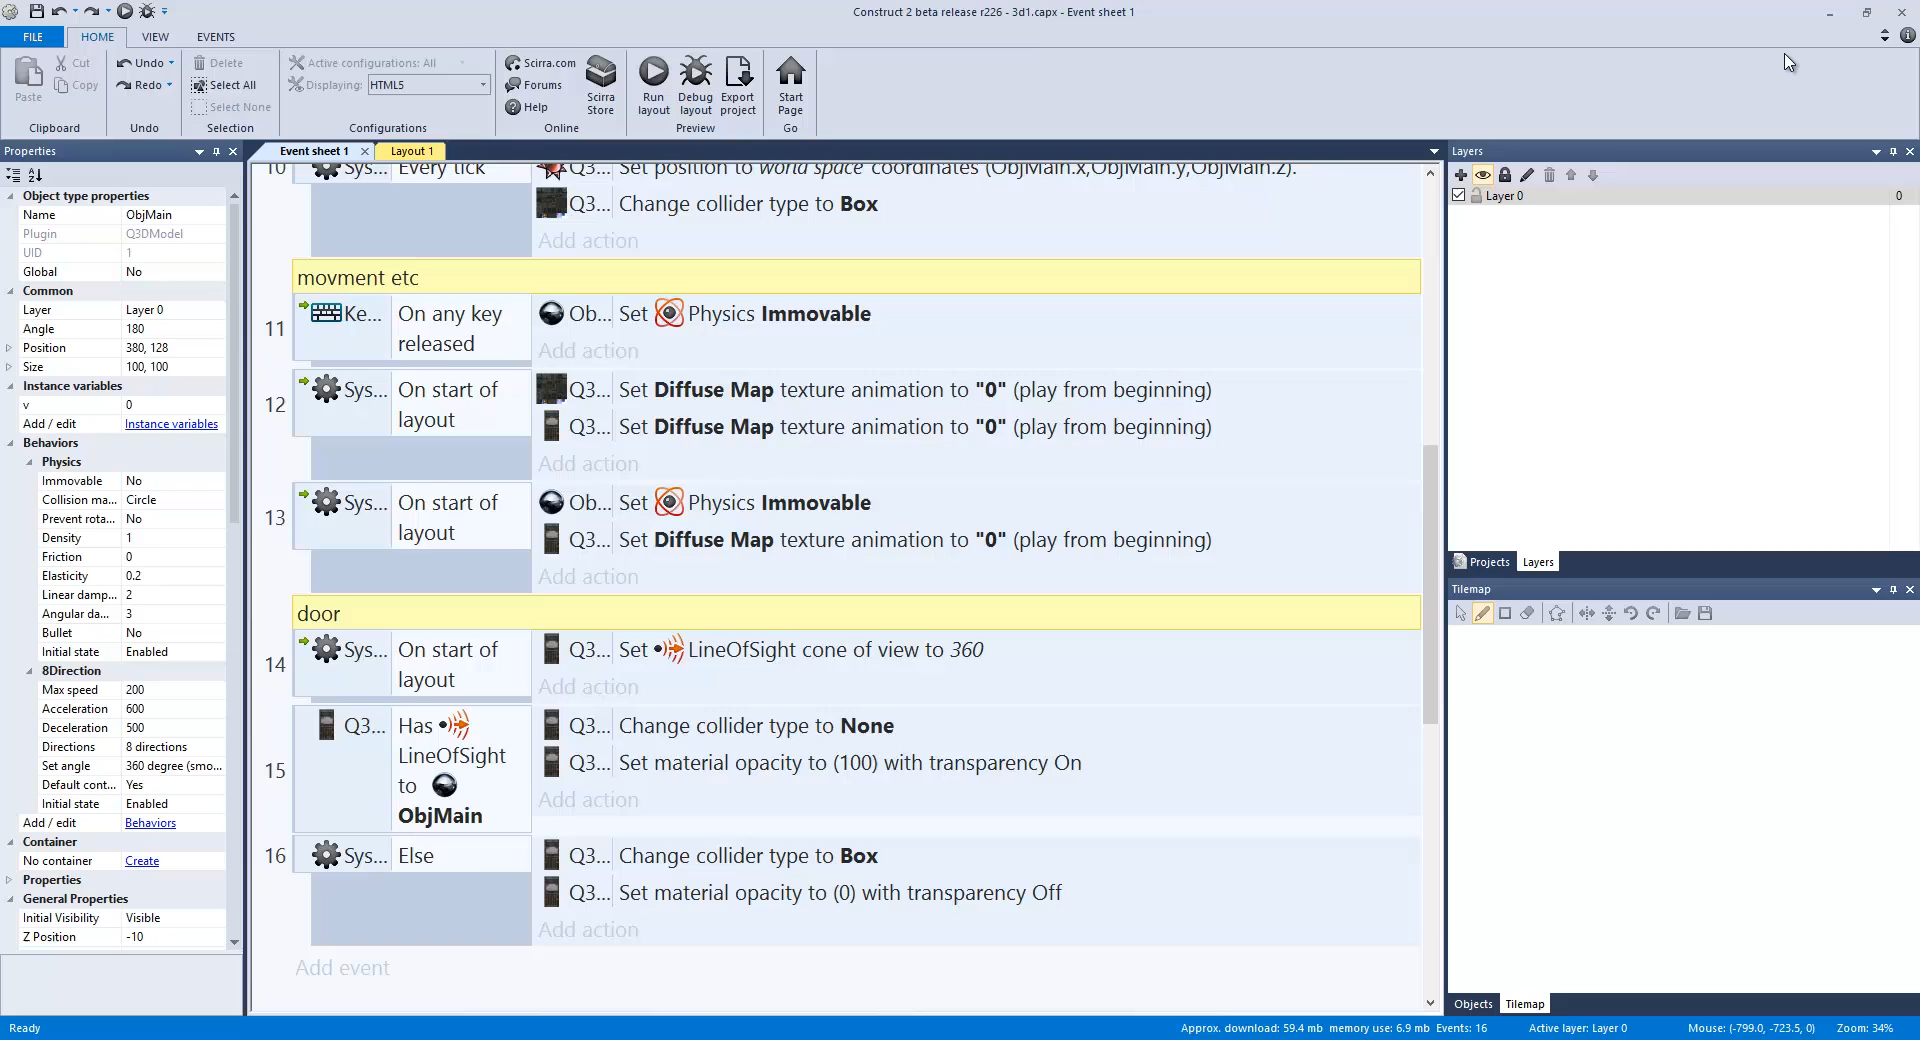 Construct 2 beta release r226 - 3d1.capx - Event sheet 1
FILE HOME VIEW EVENTS
Paste
Cut
Copy
Clipboard
Undo
Redo
Undo
Delete
Select All
Select None
Selection
Active configurations: All
Displaying: HTML5
Configurations
Scirra.com
Forums
Help
Scirra Store
Online
Run layout
Debug layout
Export project
Preview
Start Page
Go
Properties
Object type properties
Name ObjMain
Plugin Q3DModel
UID 1
Global No
Common
Layer Layer 0
Angle 180
Position 380, 128
Size 100, 100
Instance variables
v 0
Add / edit Instance variables
Behaviors
Physics
Immovable No
Collision ma... Circle
Prevent rota... No
Density 1
Friction 0
Elasticity 0.2
Linear damp... 2
Angular da... 3
Bullet No
Initial state Enabled
8Direction
Max speed 200
Acceleration 600
Deceleration 500
Directions 8 directions
Set angle 360 degree (smo...
Default cont... Yes
Initial state Enabled
Add / edit Behaviors
Container
No container Create
Properties
General Properties
Initial Visibility Visible
Z Position -10
Event sheet 1 Layout 1
10 Sys... Every tick Q3... Set position to world space coordinates (ObjMain.x,ObjMain.y,ObjMain.z).
Q3... Change collider type to Box
Add action
movment etc
11 Ke... On any key released Ob... Set Physics Immovable
Add action
12 Sys... On start of layout Q3... Set Diffuse Map texture animation to "0" (play from beginning)
Q3... Set Diffuse Map texture animation to "0" (play from beginning)
Add action
13 Sys... On start of layout Ob... Set Physics Immovable
Q3... Set Diffuse Map texture animation to "0" (play from beginning)
Add action
door
14 Sys... On start of layout Q3... Set LineOfSight cone of view to 360
Add action
15 Q3... Has LineOfSight to ObjMain Q3... Change collider type to None
Q3... Set material opacity to (100) with transparency On
Add action
16 Sys... Else Q3... Change collider type to Box
Q3... Set material opacity to (0) with transparency Off
Add action
Add event
Layers
Layer 0 0
Projects Layers
Tilemap
Objects Tilemap
Ready
Approx. download: 59.4 mb memory use: 6.9 mb Events: 16 Active layer: Layer 0 Mouse: (-799.0, -723.5, 0) Zoom: 34%